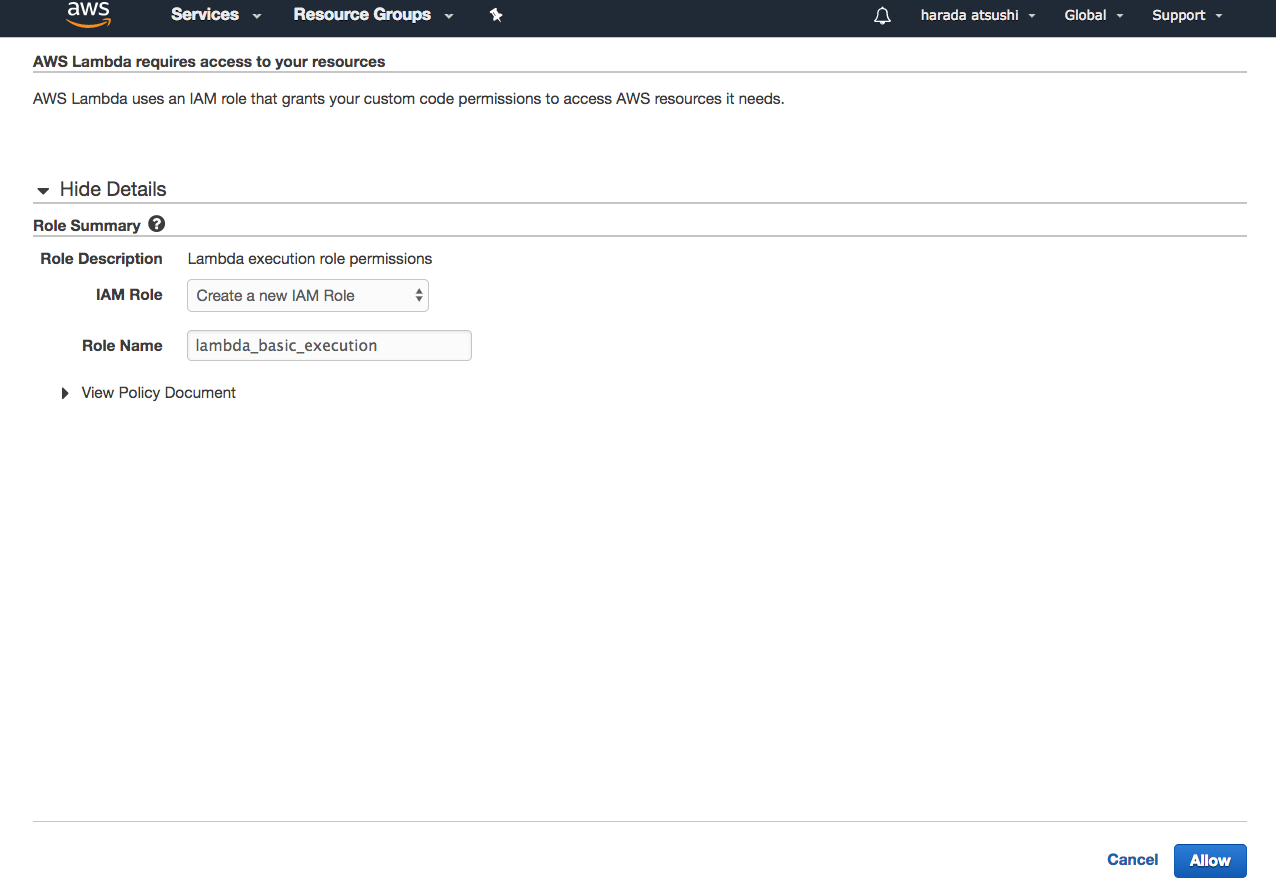 aws Services Resource Groups harada atsushi Global Support
AWS Lambda requires access to your resources
AWS Lambda uses an IAM role that grants your custom code permissions to access AWS resources it needs.
Hide Details
Role Summary ?
Role Description Lambda execution role permissions
IAM Role Create a new IAM Role
Role Name lambda_basic_execution
View Policy Document
Cancel Allow